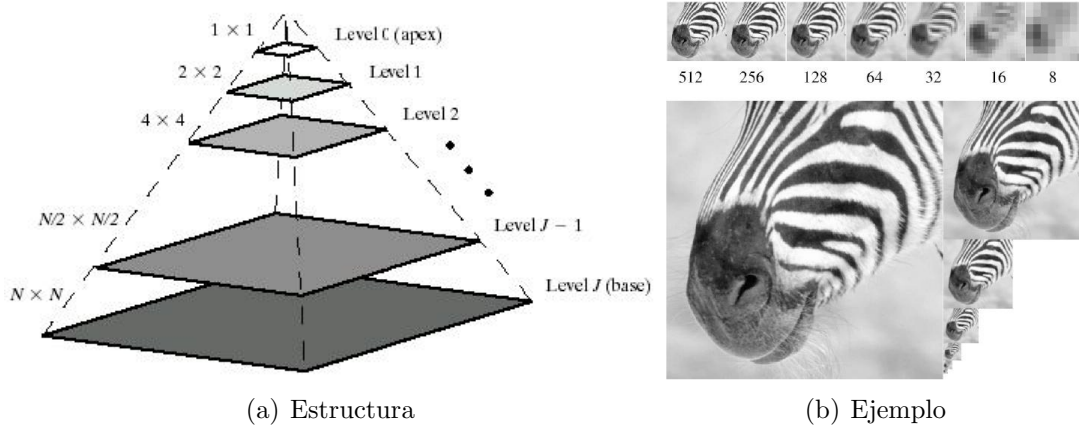 1 × 1
Level 0 (apex)
2 × 2
Level 1
4 × 4
Level 2
N/2 × N/2
Level J − 1
N × N
Level J (base)
(a) Estructura
512 256 128 64 32 16 8
(b) Ejemplo